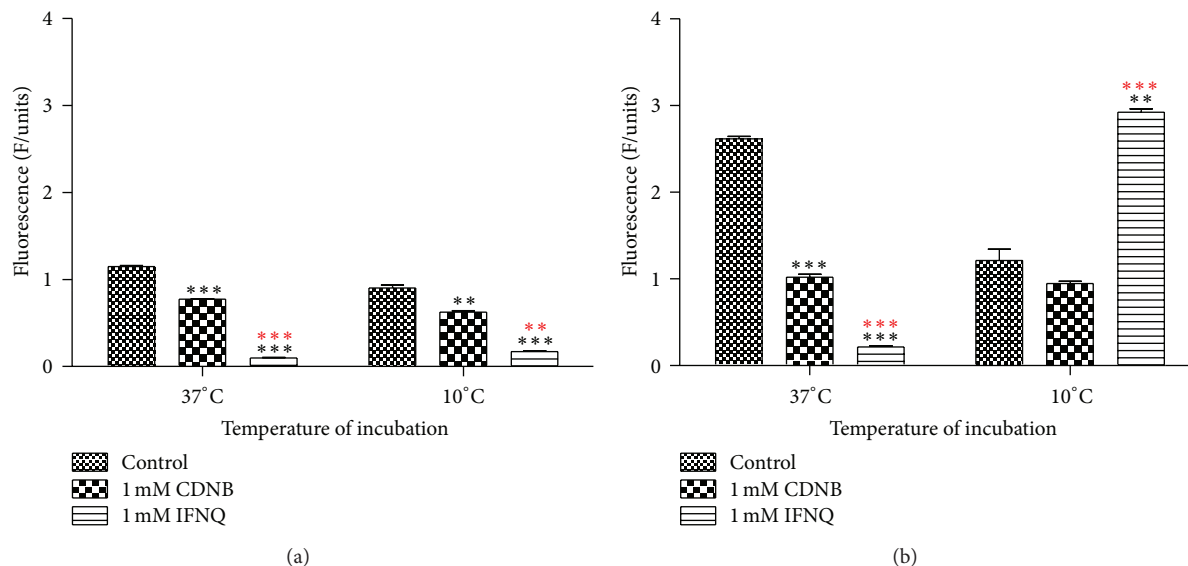 4
3
2
1
0
Fluorescence (F/units)
***
***
***
**
**
***
37°C
10°C
Temperature of incubation
Control
1 mM CDNB
1 mM IFNQ
(a)
4
3
2
1
0
Fluorescence (F/units)
***
***
***
***
**
37°C
10°C
Temperature of incubation
Control
1 mM CDNB
1 mM IFNQ
(b)